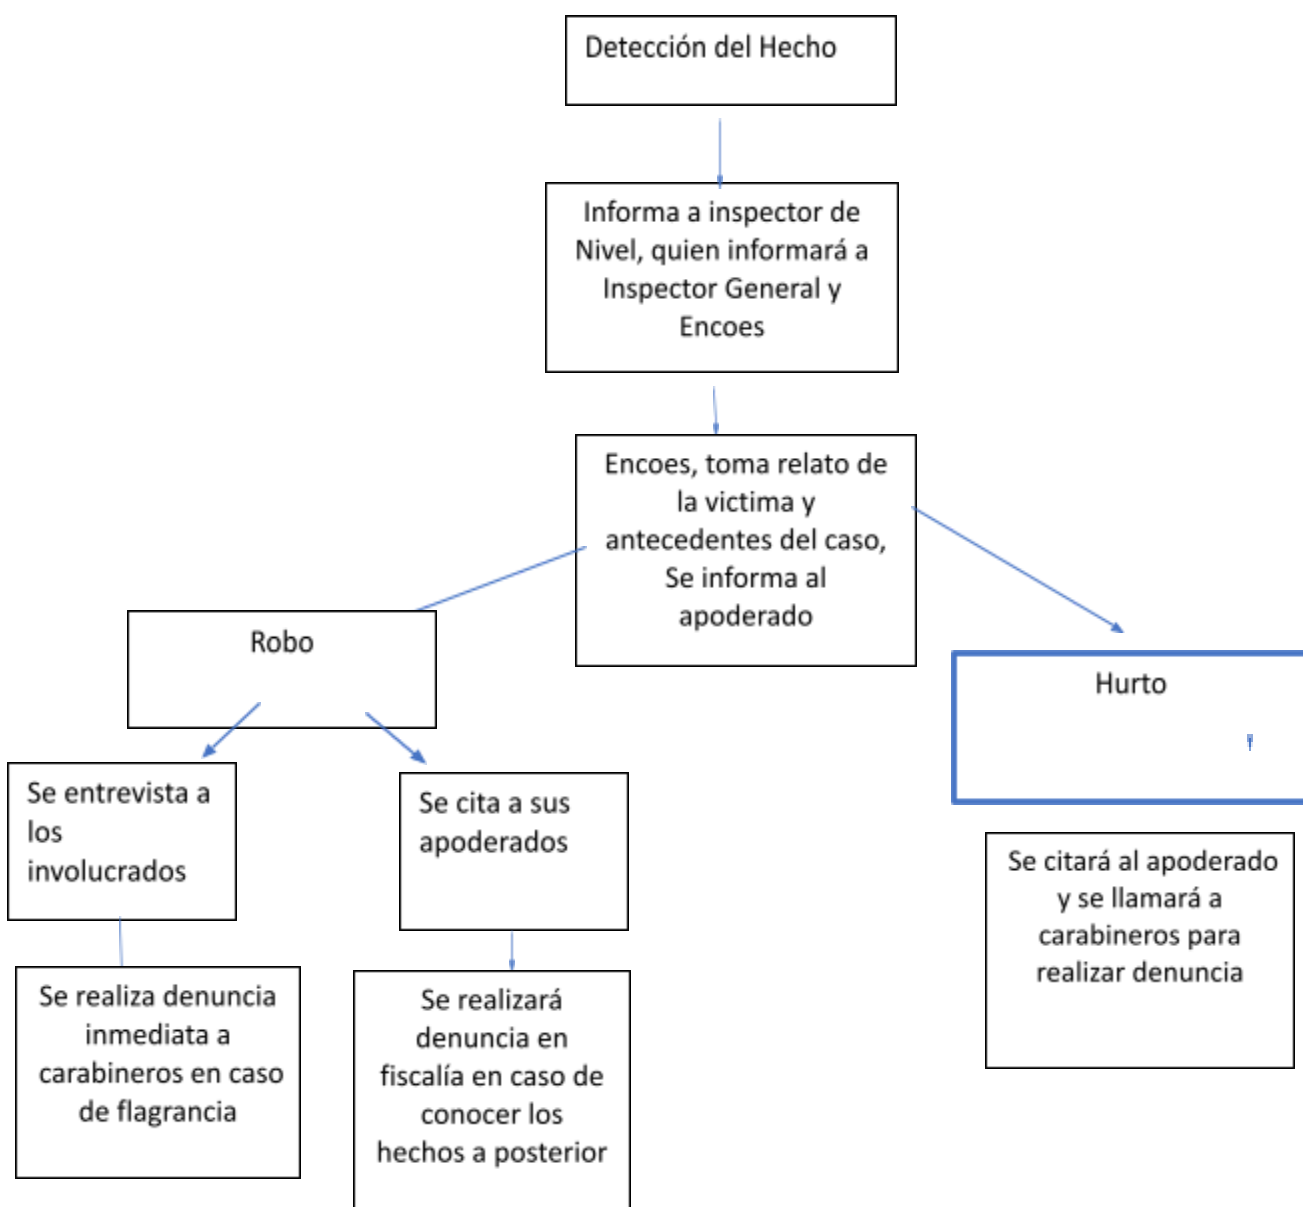 Detección del Hecho
Informa a inspector de
Nivel, quien informará a
Inspector General y
Encoes
Encoes, toma relato de
la victima y
antecedentes del caso,
Se informa al
apoderado
Robo
Hurto
Se entrevista a
los
involucrados
Se cita a sus
apoderados
Se citará al apoderado
y se llamará a
carabineros para
realizar denuncia
Se realiza denuncia
inmediata a
carabineros en caso
de flagrancia
Se realizará
denuncia en
fiscalía en caso de
conocer los
hechos a posterior